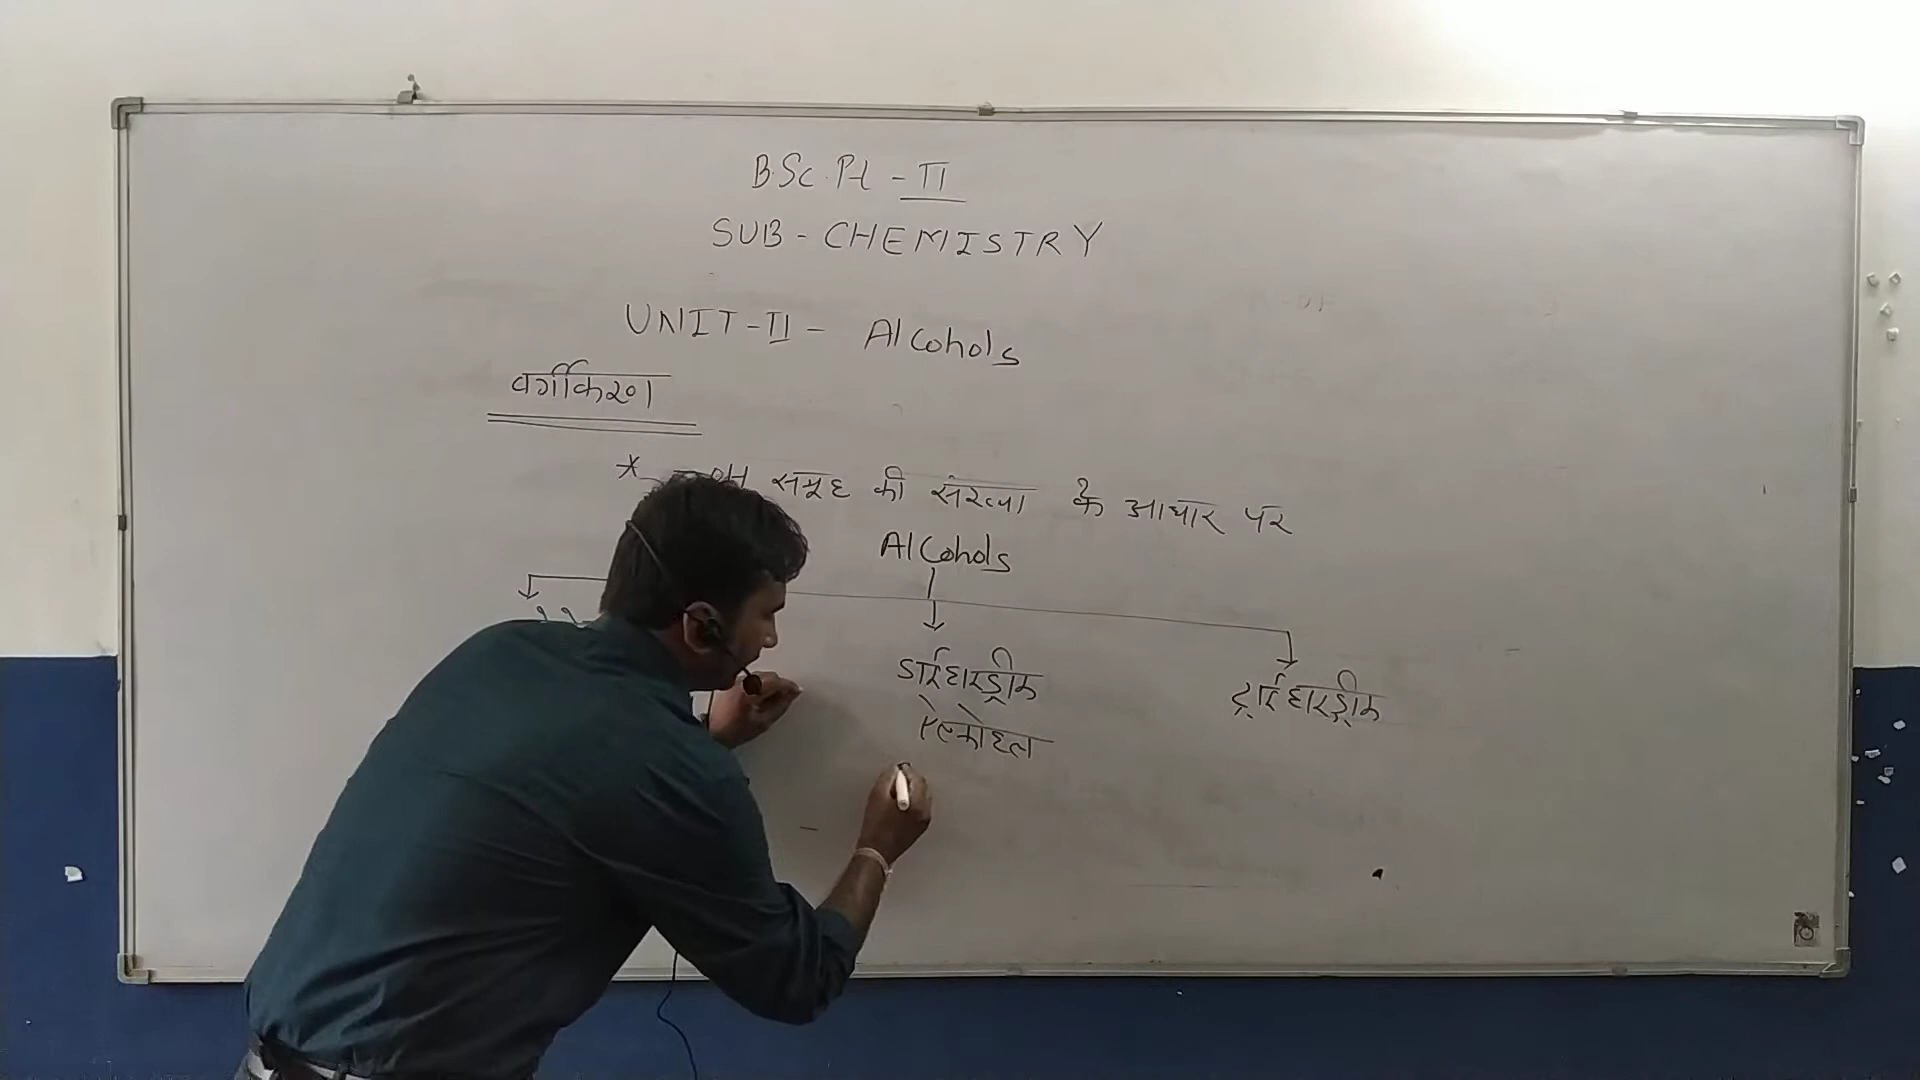 B.Sc. Pt - II
SUB - CHEMISTRY
UNIT-II - Alcohols
वर्गीकरण
* OH समूह की संख्या के आधार पर
Alcohols
डाईहाइड्रीक
ऐल्कोहल
ट्राईहाइड्रीक